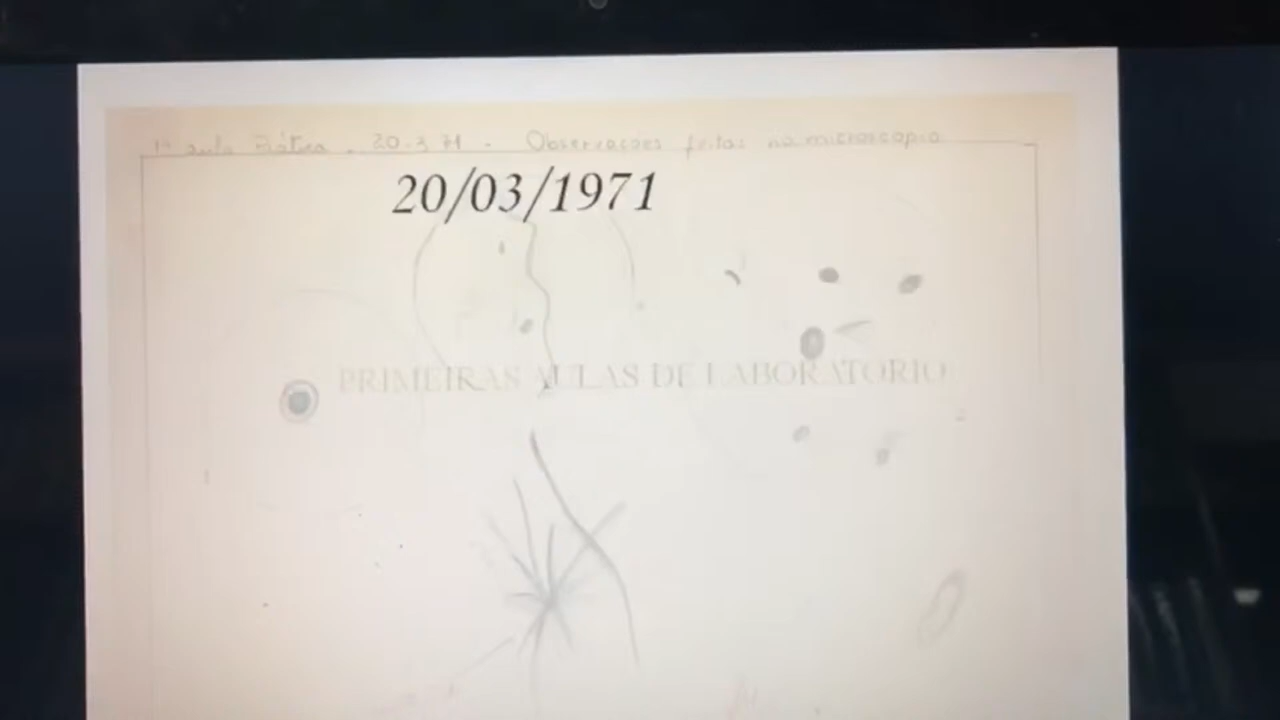 1ª aula Prática - 20-3-71 - Observações feitas no microscópio
20/03/1971
PRIMEIRAS AULAS DE LABORATORIO